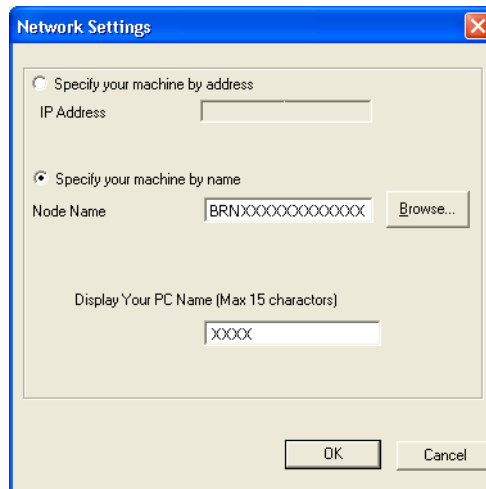 Network Settings
Specify your machine by address
IP Address
Specify your machine by name
Node Name BRNXXXXXXXXXXXX Browse...
Display Your PC Name (Max 15 charactors)
XXXX
OK Cancel